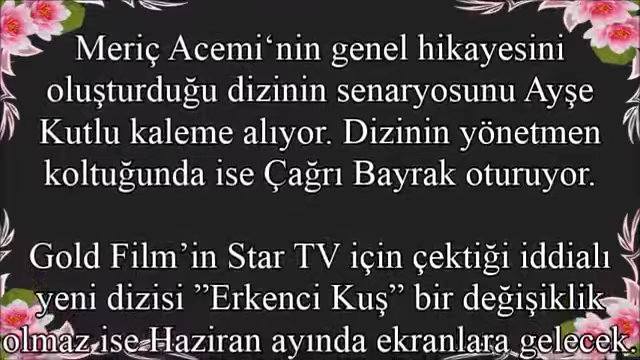 Meriç Acemi‘nin genel hikayesini
oluşturduğu dizinin senaryosunu Ayşe
Kutlu kaleme alıyor. Dizinin yönetmen
koltuğunda ise Çağrı Bayrak oturuyor.
Gold Film’in Star TV için çektiği iddialı
yeni dizisi ”Erkenci Kuş” bir değişiklik
olmaz ise Haziran ayında ekranlara gelecek.